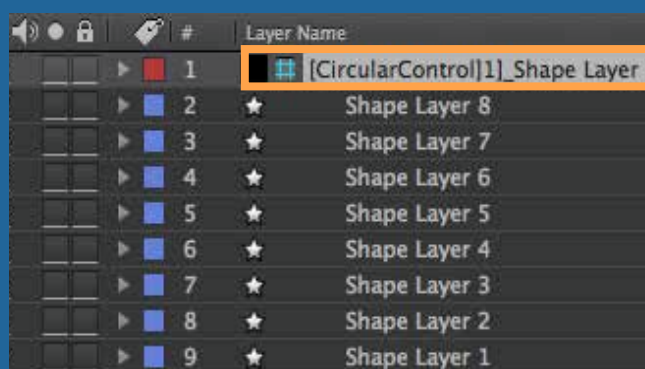 # Layer Name
1 [CircularControl]1]_Shape Layer
2 Shape Layer 8
3 Shape Layer 7
4 Shape Layer 6
5 Shape Layer 5
6 Shape Layer 4
7 Shape Layer 3
8 Shape Layer 2
9 Shape Layer 1